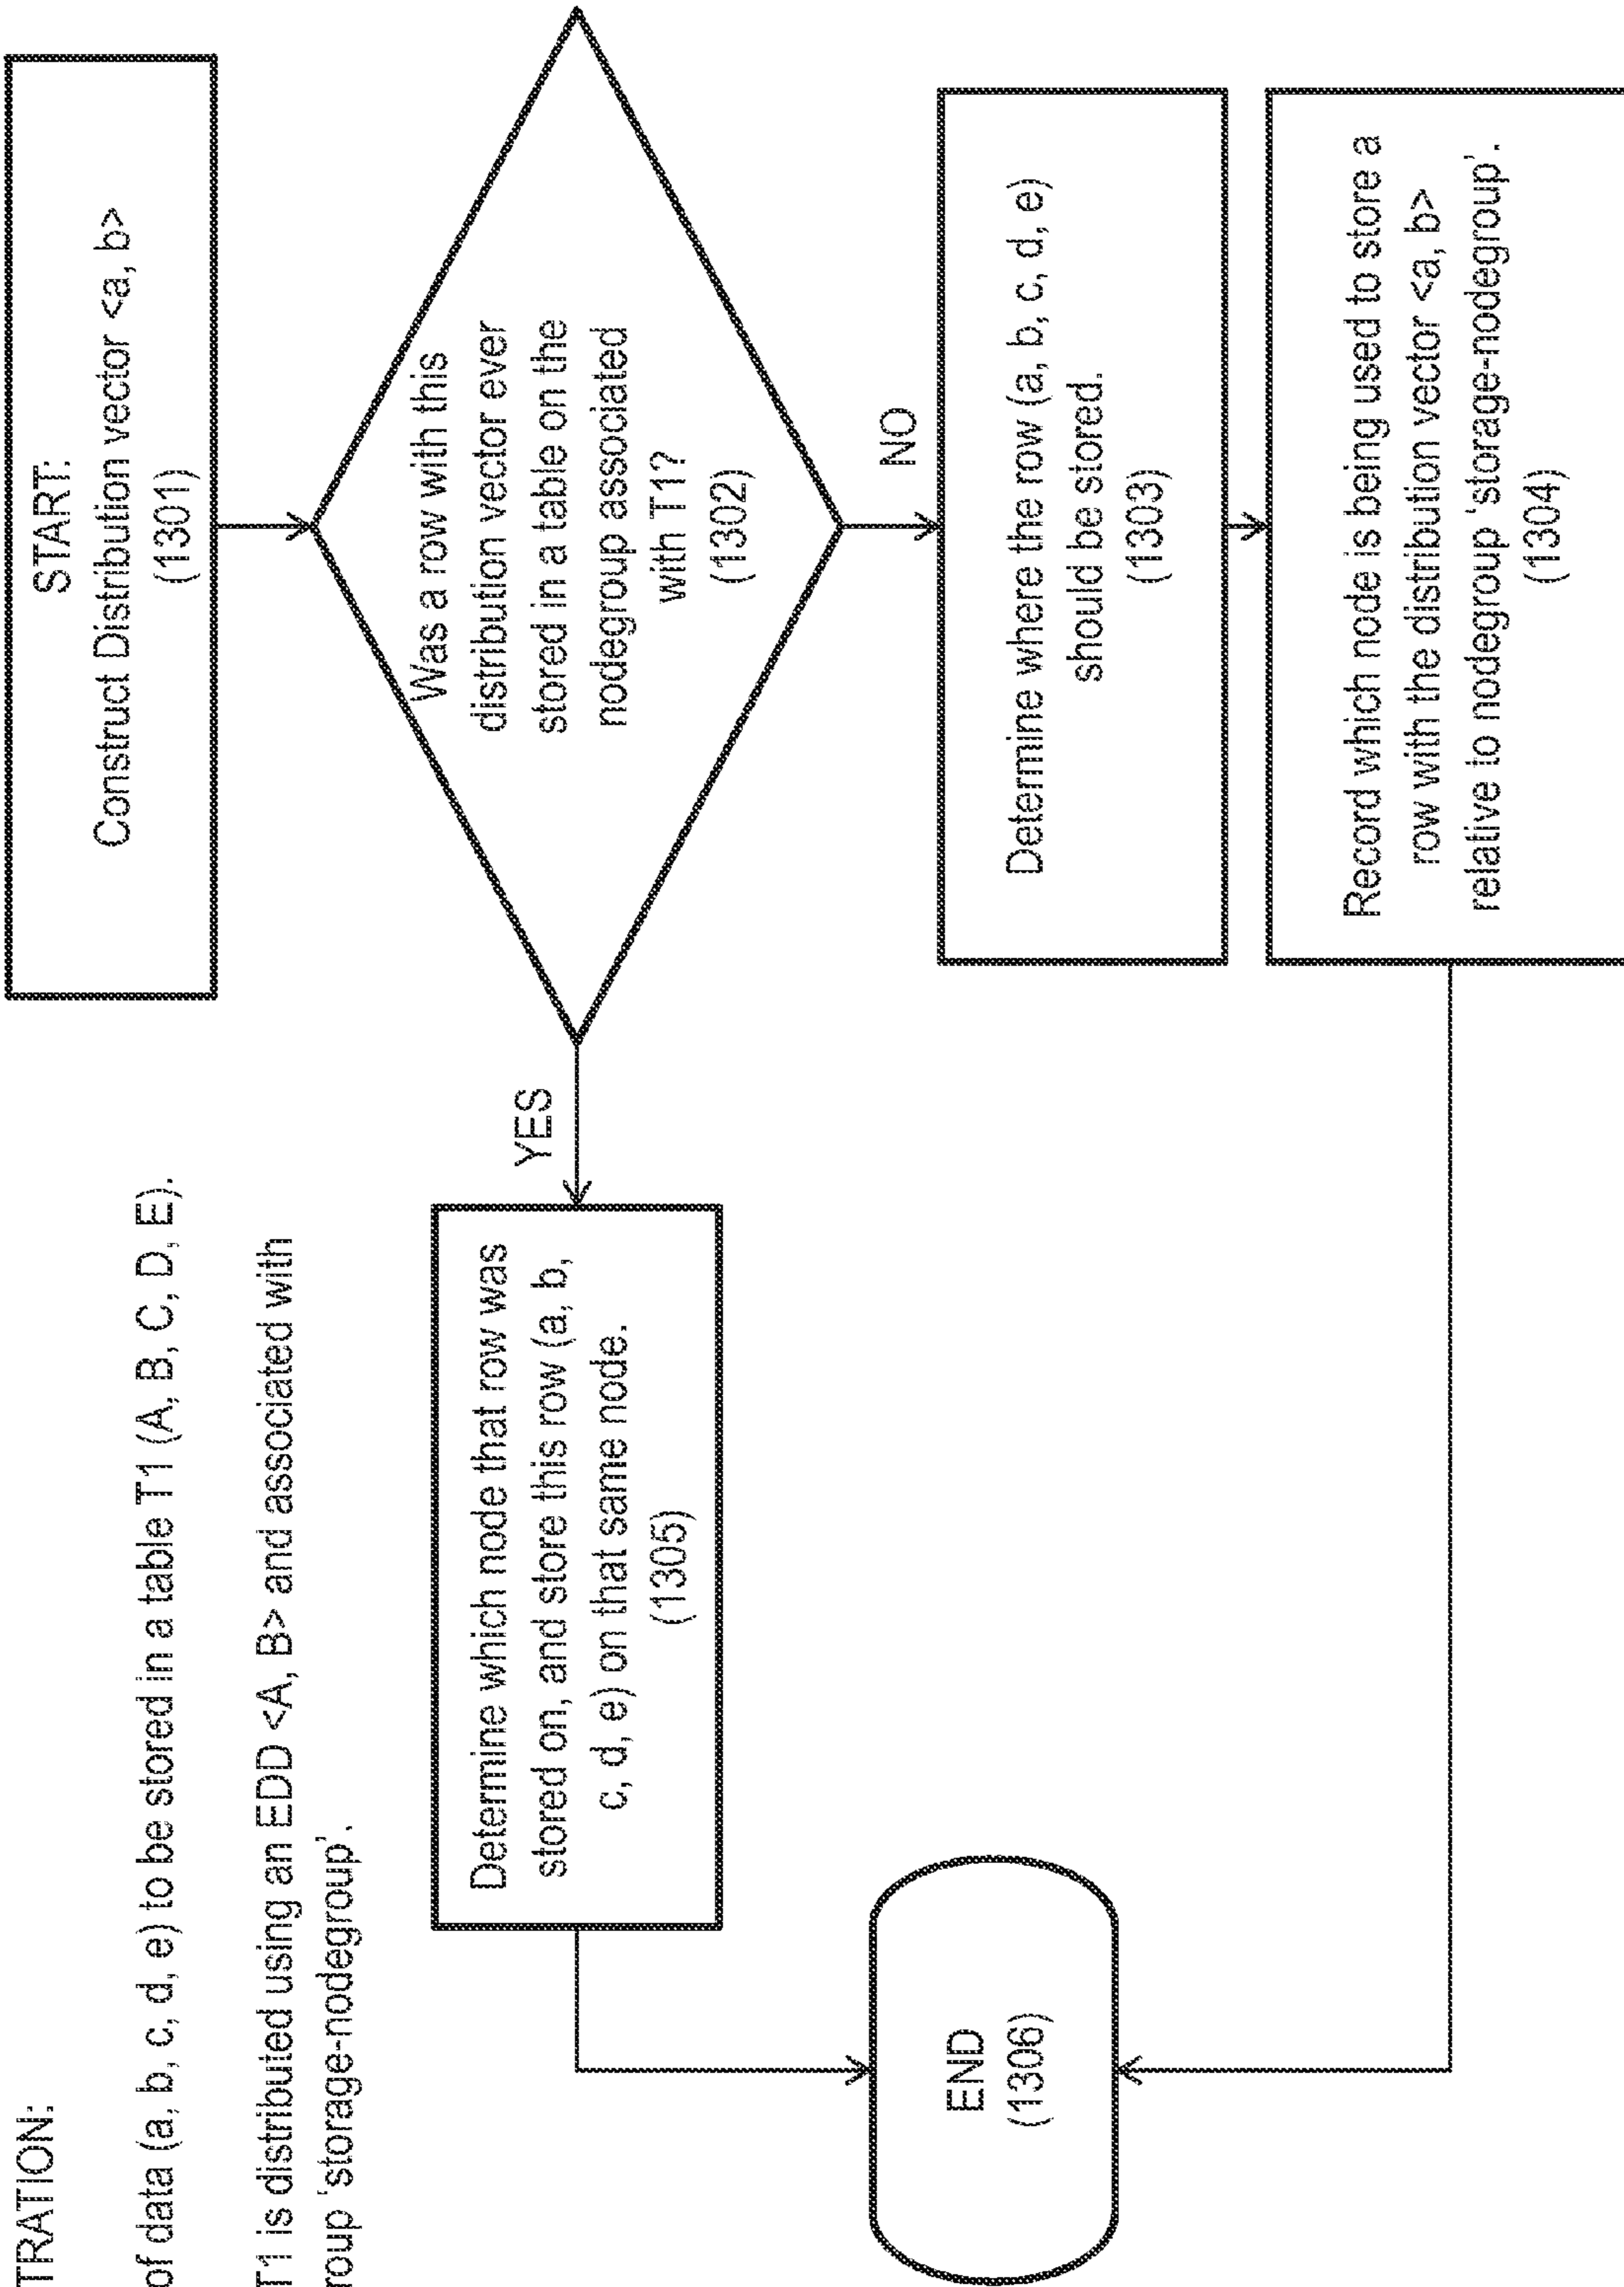 TRATION:
of data (a, b, c, d, e) to be stored in a table T1 (A, B, C, D, E).
T1 is distributed using an EDD <A, B> and associated with
roup 'storage-nodegroup'.
START:
Construct Distribution vector <a, b>
(1301)
Was a row with this
distribution vector ever
stored in a table on the
nodegroup associated
with T1?
(1302)
YES
NO
Determine which node that row was
stored on, and store this row (a, b,
c, d, e) on that same node.
(1305)
Determine where the row (a, b, c, d, e)
should be stored.
(1303)
Record which node is being used to store a
row with the distribution vector <a, b>
relative to nodegroup 'storage-nodegroup'.
(1304)
END
(1306)